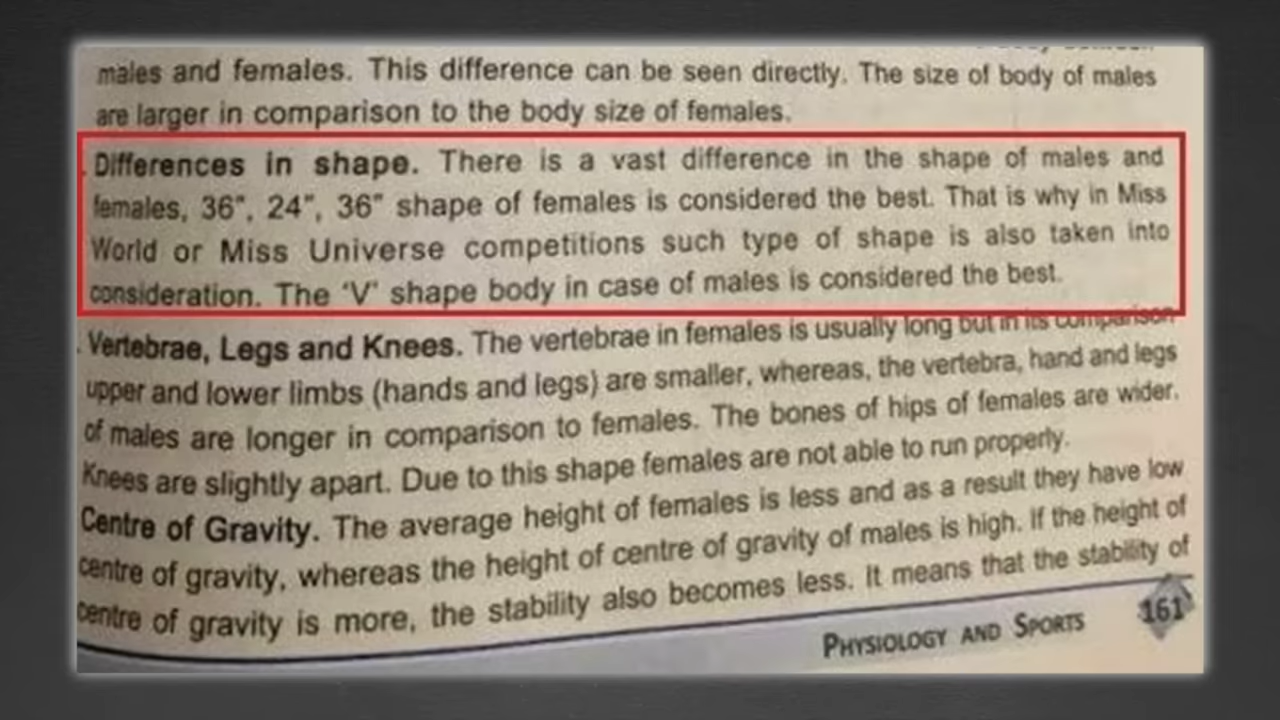 males and females. This difference can be seen directly. The size of body of males
are larger in comparison to the body size of females.
Differences in shape. There is a vast difference in the shape of males and
females, 36", 24", 36" shape of females is considered the best. That is why in Miss
World or Miss Universe competitions such type of shape is also taken into
consideration. The 'V' shape body in case of males is considered the best.
Vertebrae, Legs and Knees. The vertebrae in females is usually long but in its comparison
upper and lower limbs (hands and legs) are smaller, whereas, the vertebra, hand and legs
of males are longer in comparison to females. The bones of hips of females are wider.
Knees are slightly apart. Due to this shape females are not able to run properly.
Centre of Gravity. The average height of females is less and as a result they have low
centre of gravity, whereas the height of centre of gravity of males is high. If the height of
centre of gravity is more, the stability also becomes less. It means that the stability of
PHYSIOLOGY AND SPORTS 161